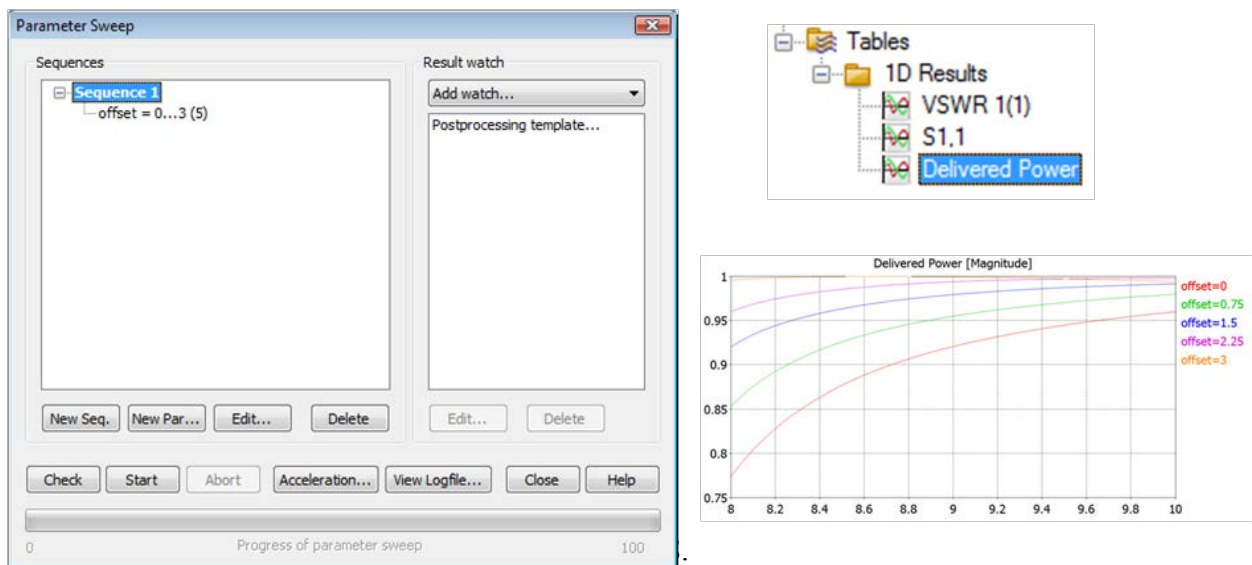 Parameter Sweep
Sequences
Sequence 1
offset = 0...3 (5)
New Seq.
New Par...
Edit...
Delete
Result watch
Add watch...
Postprocessing template...
Edit...
Delete
Check
Start
Abort
Acceleration...
View Logfile...
Close
Help
0
Progress of parameter sweep
100
Tables
1D Results
VSWR 1(1)
S1,1
Delivered Power
Delivered Power [Magnitude]
1
0.95
0.9
0.85
0.8
0.75
8
8.2
8.4
8.6
8.8
9
9.2
9.4
9.6
9.8
10
offset=0
offset=0.75
offset=1.5
offset=2.25
offset=3